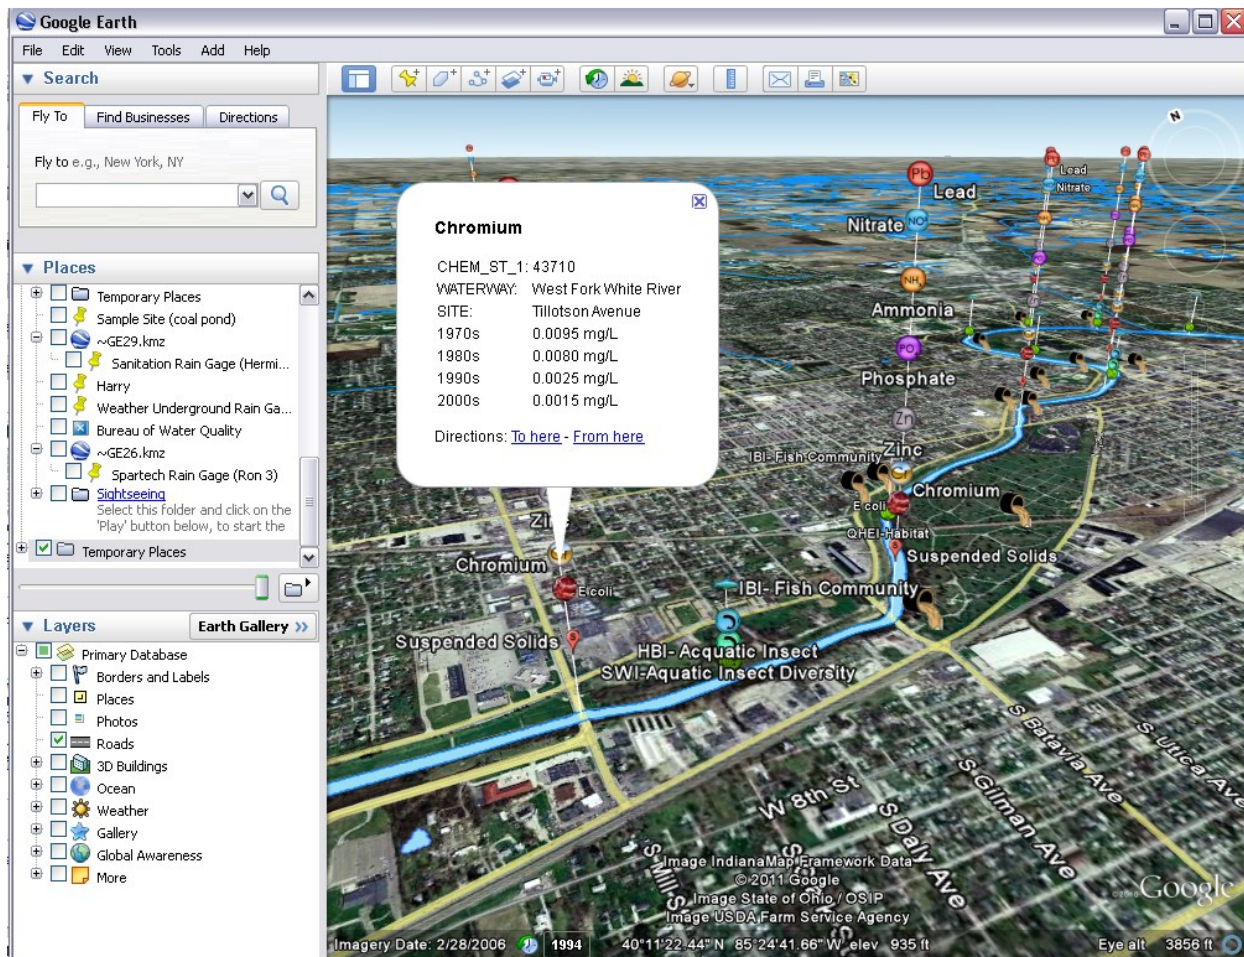 Google Earth
File Edit View Tools Add Help
Search
Fly To Find Businesses Directions
Fly to e.g., New York, NY
Places
Temporary Places
Sample Site (coal pond)
~GE29.kmz
Sanitation Rain Gage (Hermi...
Harry
Weather Underground Rain Ga...
Bureau of Water Quality
~GE26.kmz
Spartech Rain Gage (Ron 3)
Sightseeing
Select this folder and click on the
'Play' button below, to start the
Temporary Places
Layers Earth Gallery >>
Primary Database
Borders and Labels
Places
Photos
Roads
3D Buildings
Ocean
Weather
Gallery
Global Awareness
More
N
Chromium
CHEM_ST_1: 43710
WATERWAY: West Fork White River
SITE: Tillotson Avenue
1970s 0.0095 mg/L
1980s 0.0080 mg/L
1990s 0.0025 mg/L
2000s 0.0015 mg/L
Directions: To here - From here
Pb
Lead
Nitrate
NH₃
Ammonia
PO
Phosphate
Zn
Zinc
IBI- Fish Community
Chromium
E coli
QHEI-Habitat
Suspended Solids
Lead
Nitrate
Zinc
Chromium
E coli
Suspended Solids
IBI- Fish Community
HBI- Acquatic Insect
SWI-Aquatic Insect Diversity
S Batavia Ave
S Utica Ave
S Gilman Ave
W 8th St
S Daly Ave
Image IndianaMap Framework Data
© 2011 Google
Image State of Ohio / OSIP
Image USDA Farm Service Agency
Google
Imagery Date: 2/28/2006 1994 40°11'22.44" N 85°24'41.66" W elev 935 ft Eye alt 3856 ft